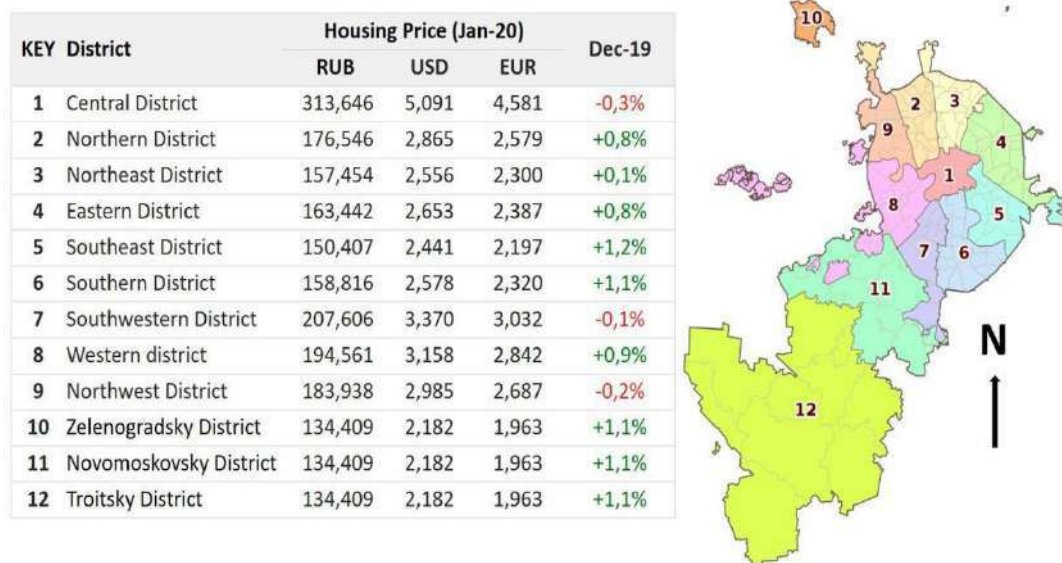 KEY District Housing Price (Jan-20) Dec-19
RUB USD EUR
1 Central District 313,646 5,091 4,581 -0,3%
2 Northern District 176,546 2,865 2,579 +0,8%
3 Northeast District 157,454 2,556 2,300 +0,1%
4 Eastern District 163,442 2,653 2,387 +0,8%
5 Southeast District 150,407 2,441 2,197 +1,2%
6 Southern District 158,816 2,578 2,320 +1,1%
7 Southwestern District 207,606 3,370 3,032 -0,1%
8 Western district 194,561 3,158 2,842 +0,9%
9 Northwest District 183,938 2,985 2,687 -0,2%
10 Zelenogradsky District 134,409 2,182 1,963 +1,1%
11 Novomoskovsky District 134,409 2,182 1,963 +1,1%
12 Troitsky District 134,409 2,182 1,963 +1,1%
10
2
3
9
4
1
8
5
7
6
11
N
12